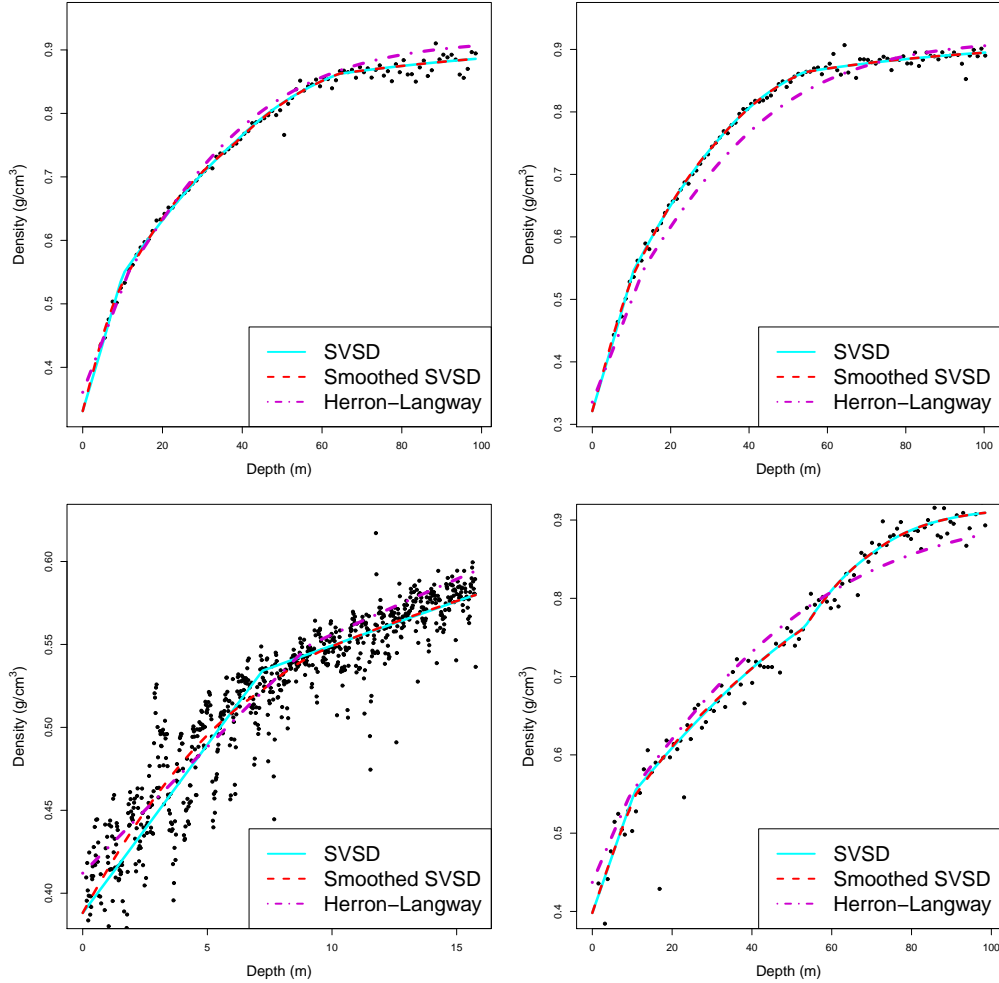 Density (g/cm³)
0.4 0.5 0.6 0.7 0.8 0.9
SVSD
Smoothed SVSD
Herron−Langway
0 20 40 60 80 100
Depth (m)
Density (g/cm³)
0.3 0.4 0.5 0.6 0.7 0.8 0.9
SVSD
Smoothed SVSD
Herron−Langway
0 20 40 60 80 100
Depth (m)
Density (g/cm³)
0.40 0.45 0.50 0.55 0.60
SVSD
Smoothed SVSD
Herron−Langway
0 5 10 15
Depth (m)
Density (g/cm³)
0.4 0.5 0.6 0.7 0.8 0.9
SVSD
Smoothed SVSD
Herron−Langway
0 20 40 60 80 100
Depth (m)